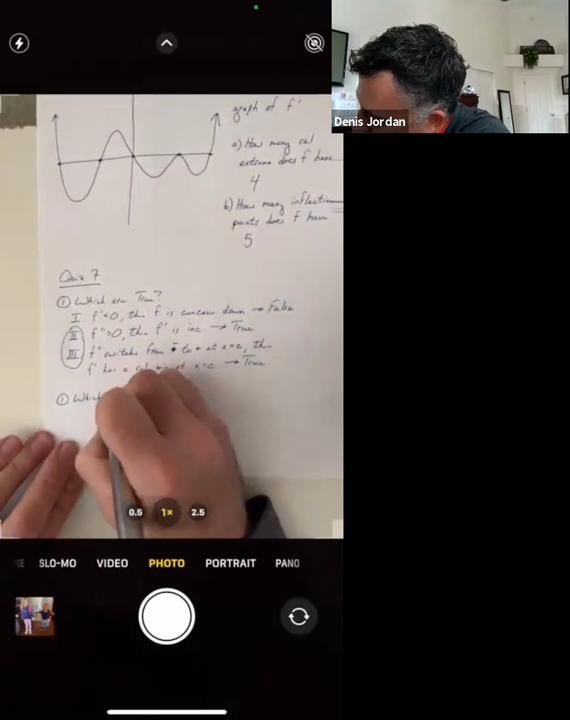 Denis Jordan
graph of f'
a) How many rel
extrema does f have
4
b) How many inflection
points does f have
5
Quiz 7
① Which are True?
I f'<0, then f is concave down → False
II f">0, then f' is inc → True
III f" switches from - to + at x=c, then
f' has a rel min at x=c → True
① Which
0.5 1× 2.5
SLO-MO VIDEO PHOTO PORTRAIT PANO